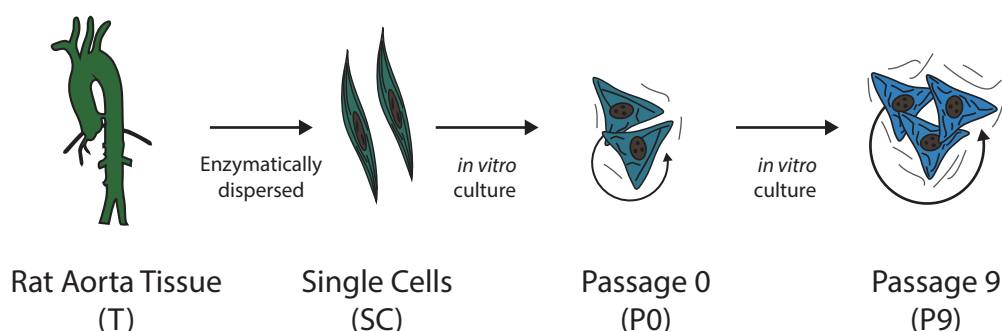 Enzymatically
dispersed
in vitro
culture
in vitro
culture
Rat Aorta Tissue
(T)
Single Cells
(SC)
Passage 0
(P0)
Passage 9
(P9)